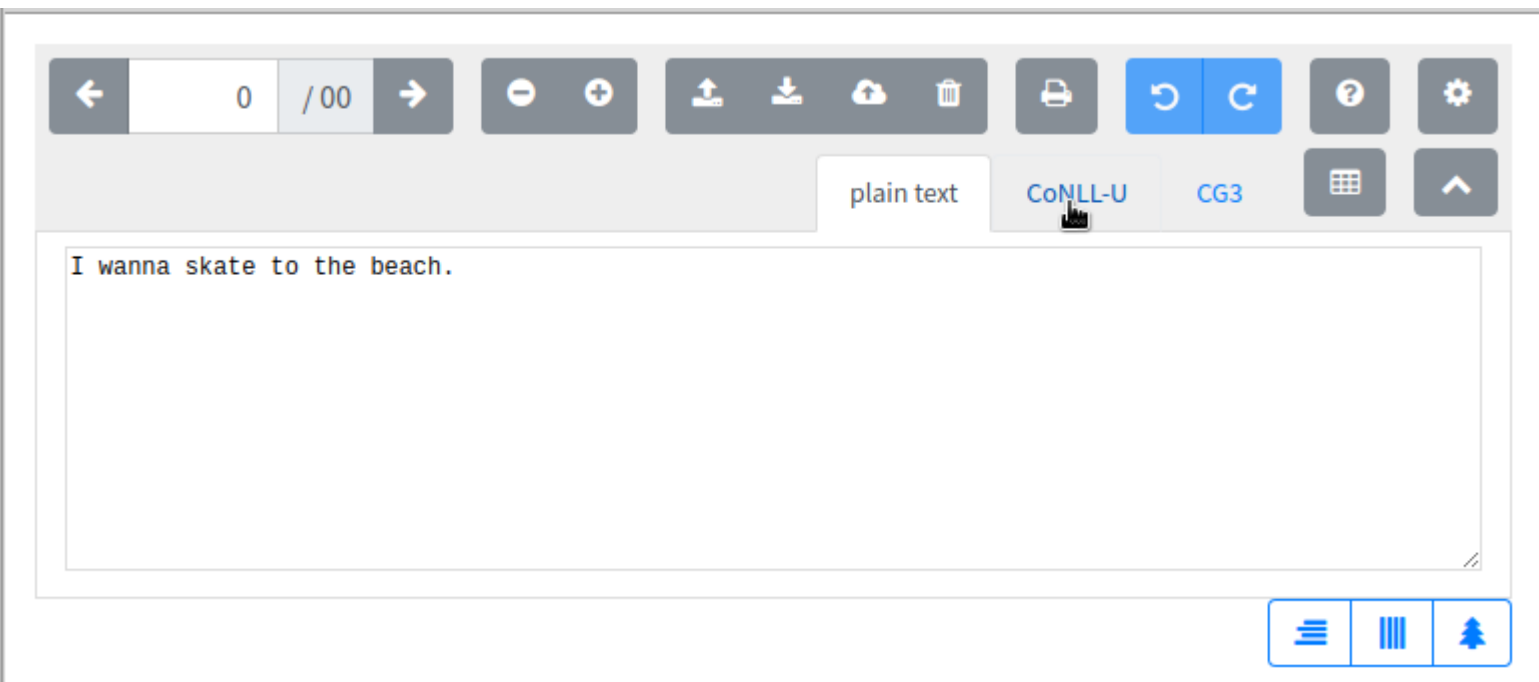 0 / 00
plain text CoNLL-U CG3
I wanna skate to the beach.